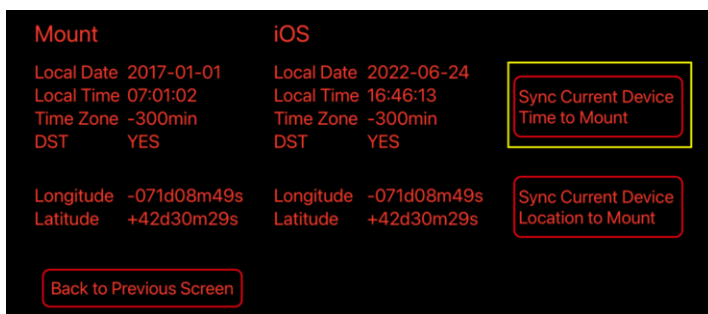 Mount iOS
Local Date 2017-01-01 Local Date 2022-06-24
Local Time 07:01:02 Local Time 16:46:13
Time Zone -300min Time Zone -300min
DST YES DST YES
Sync Current Device
Time to Mount
Longitude -071d08m49s Longitude -071d08m49s
Latitude +42d30m29s Latitude +42d30m29s
Sync Current Device
Location to Mount
Back to Previous Screen